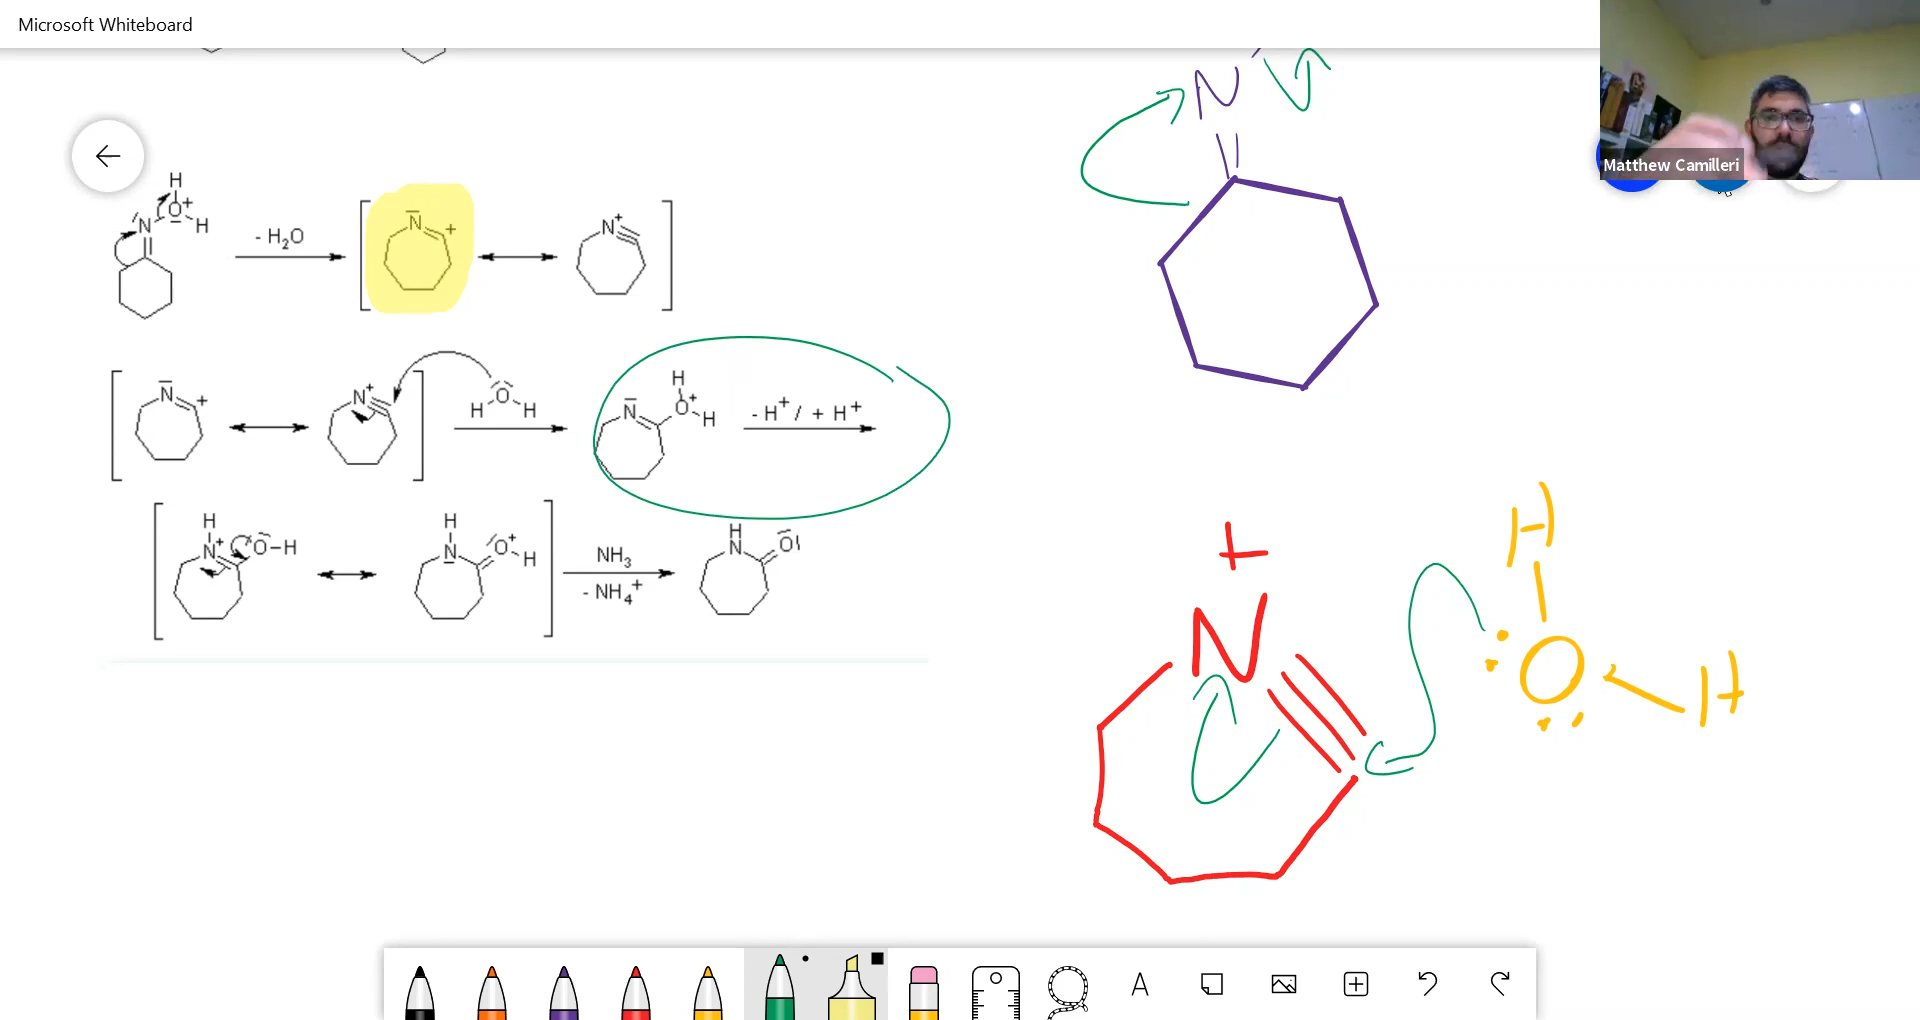 Microsoft Whiteboard
Matthew Camilleri
H
N O+ H
- H2O
N +
N+
N +
N+
H O H
H
N O+ H
- H+ / + H+
H
N+ O-H
H
N O+ H
NH3
- NH4+
H
N O
N
+
N
H
O H
A